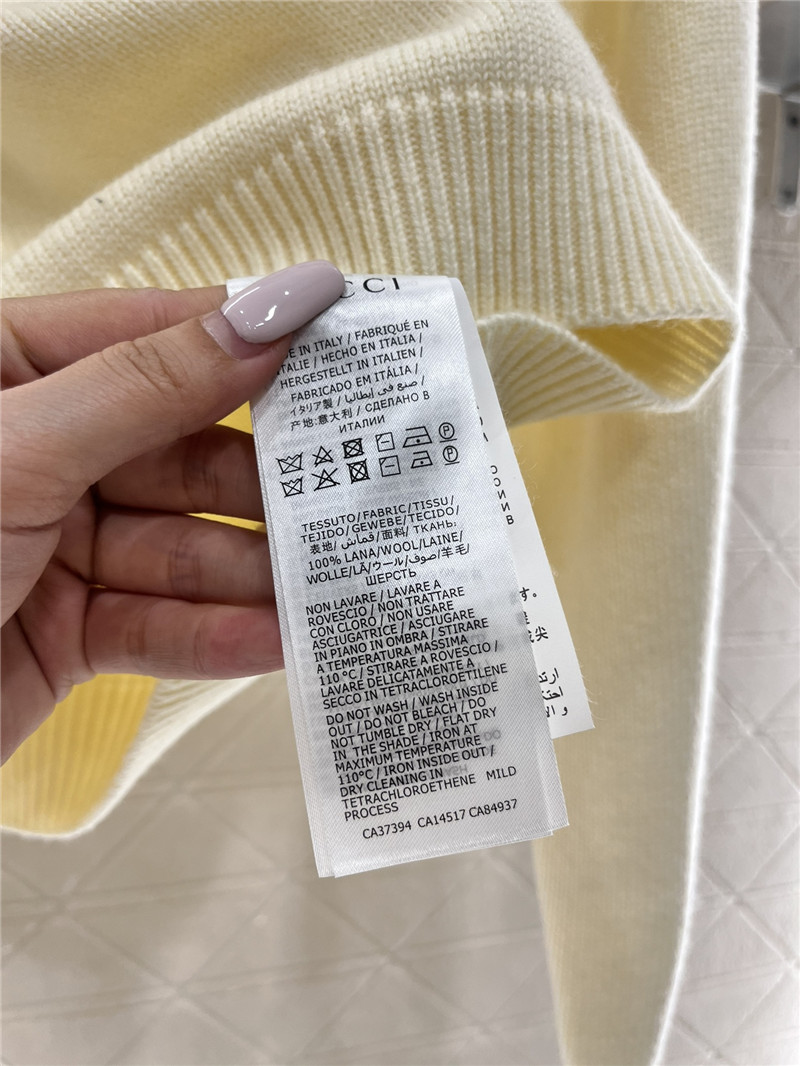 CCI
E IN ITALY / FABRIQUÉ EN
ITALIE / HECHO EN ITALIA /
HERGESTELLT IN ITALIEN /
FABRICADO EM ITÁLIA /
イタリア製 / صنع في إيطاليا /
产地:意大利 / СДЕЛАНО В
ИТАЛИИ
P
P
TESSUTO/FABRIC/TISSU/
TEJIDO/GEWEBE/TECIDO/
表地/قماش/面料/ ТКАНЬ:
100% LANA/WOOL/LAINE/
WOLLE/LÃ/ウール/صوف/羊毛/
ШЕРСТЬ
NON LAVARE / LAVARE A
ROVESCIO / NON TRATTARE
CON CLORO / NON USARE
ASCIUGATRICE / ASCIUGARE
IN PIANO IN OMBRA / STIRARE
A TEMPERATURA MASSIMA
110 °C / STIRARE A ROVESCIO /
LAVARE DELICATAMENTE A
SECCO IN TETRACLOROETILENE
DO NOT WASH / WASH INSIDE
OUT / DO NOT BLEACH / DO
NOT TUMBLE DRY / FLAT DRY
IN THE SHADE / IRON AT
MAXIMUM TEMPERATURE
110°C / IRON INSIDE OUT /
DRY CLEANING IN
TETRACHLOROETHENE MILD
PROCESS
CA37394 CA14517 CA84937
す。
尖